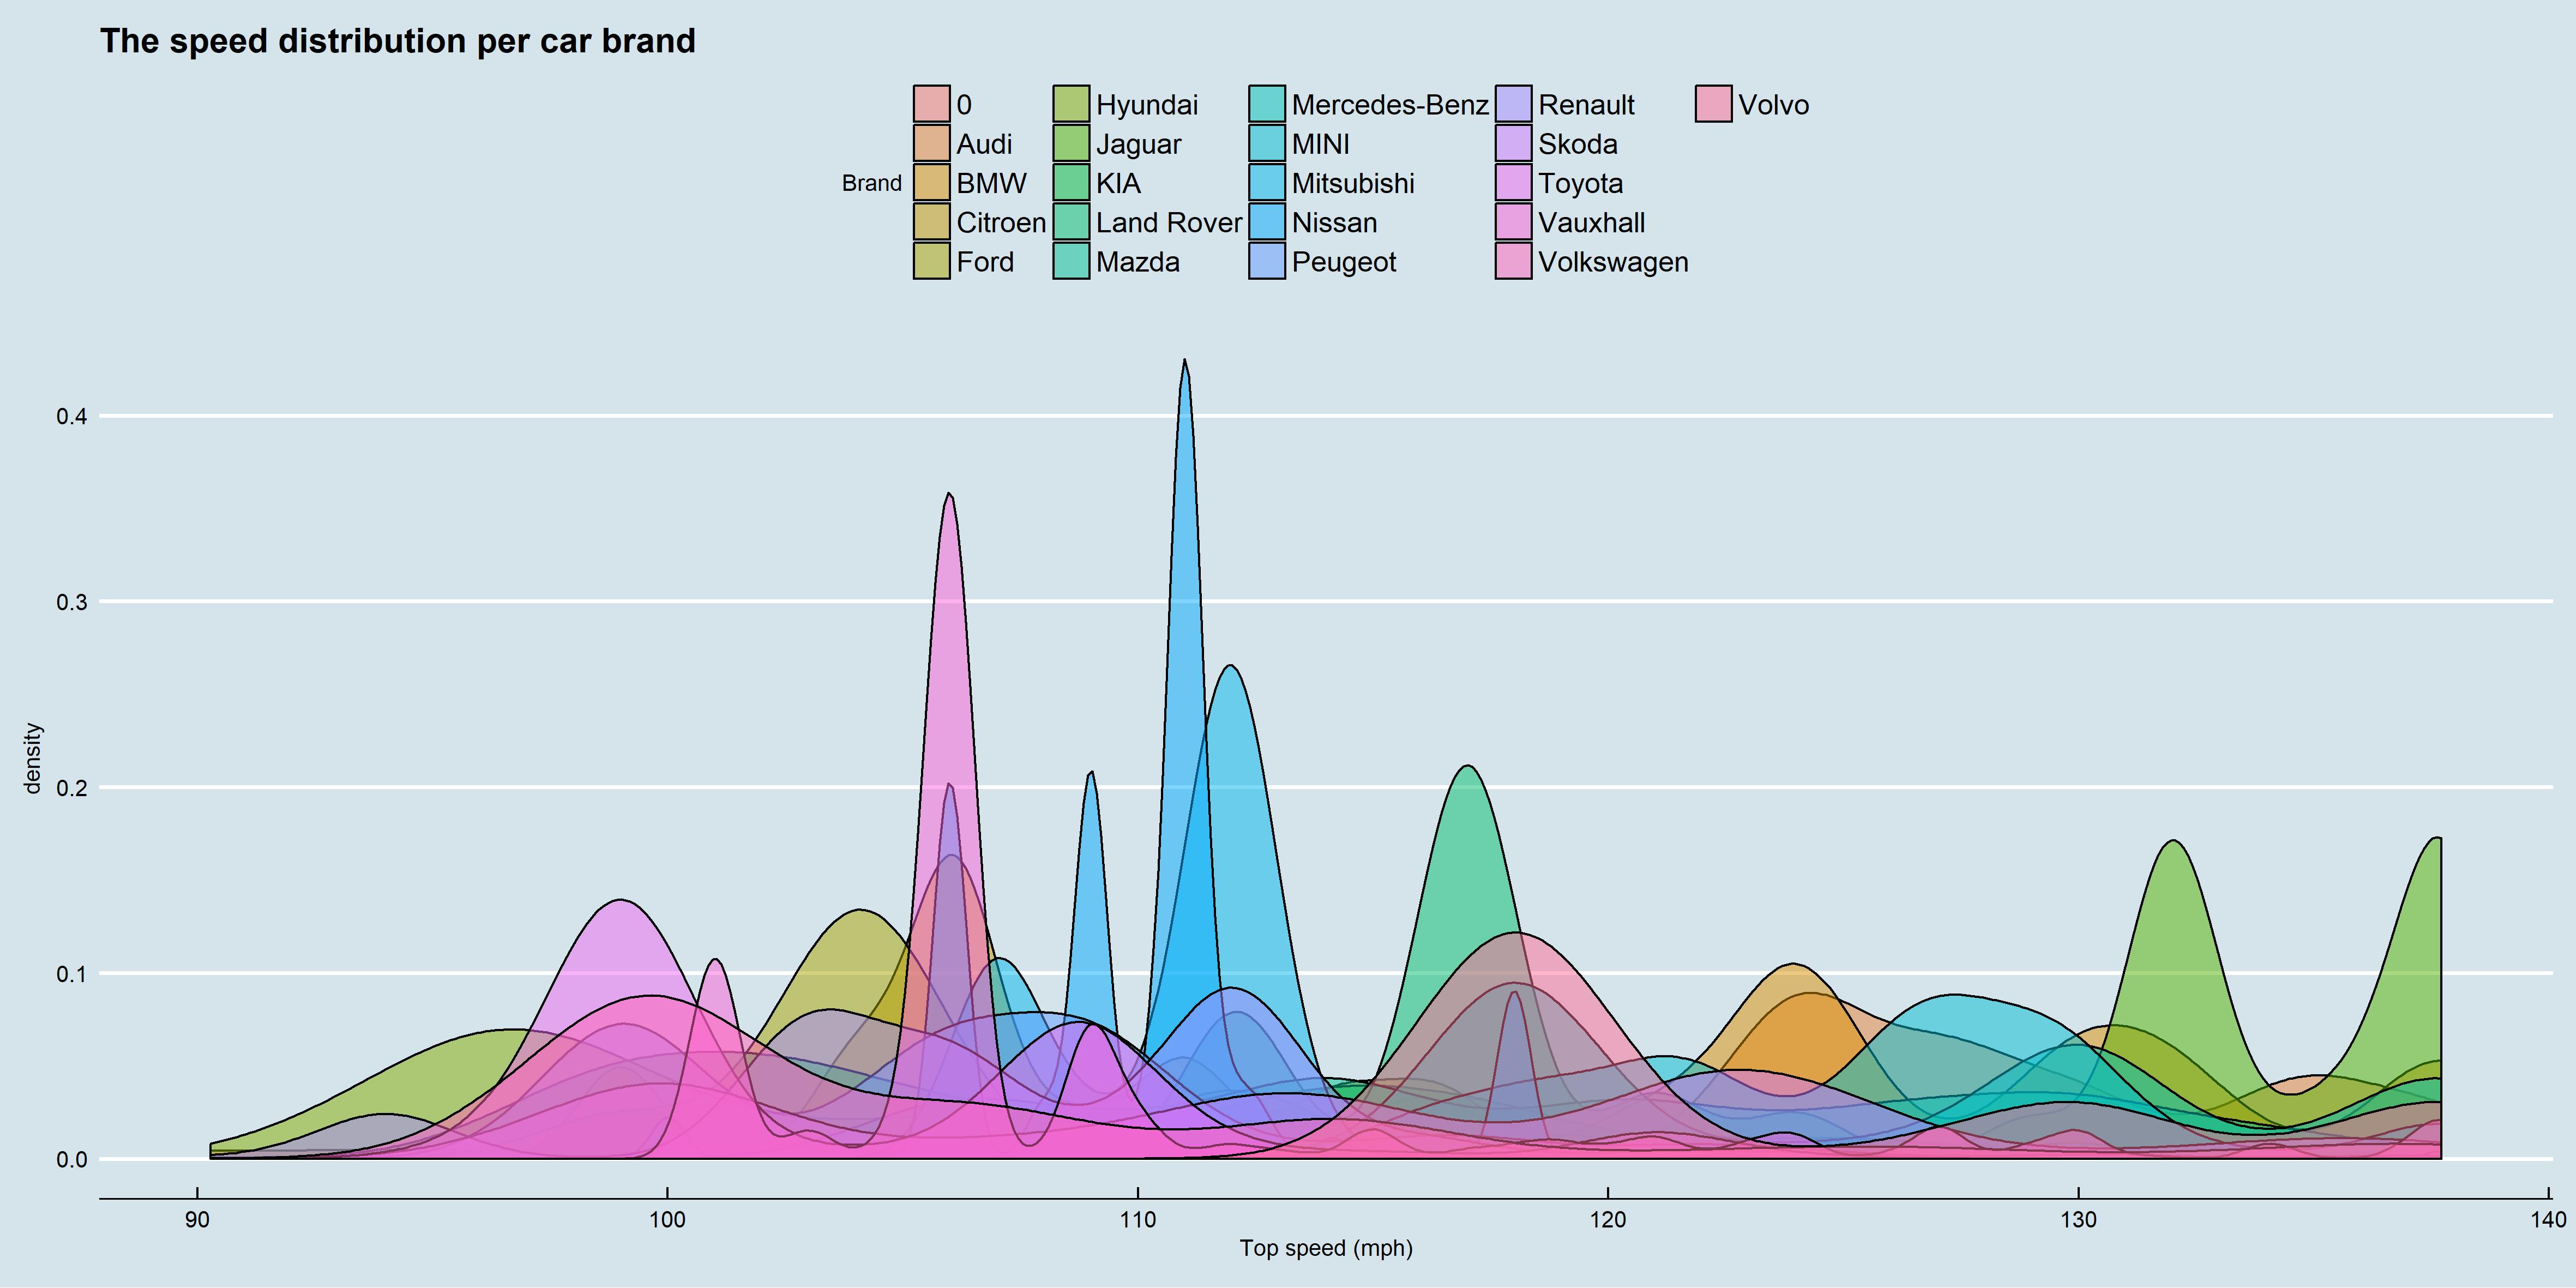 The speed distribution per car brand
0 Hyundai Mercedes-Benz Renault Volvo
Audi Jaguar MINI Skoda
Brand BMW KIA Mitsubishi Toyota
Citroen Land Rover Nissan Vauxhall
Ford Mazda Peugeot Volkswagen
0.4
0.3
0.2
0.1
0.0
density
90 100 110 120 130 140
Top speed (mph)